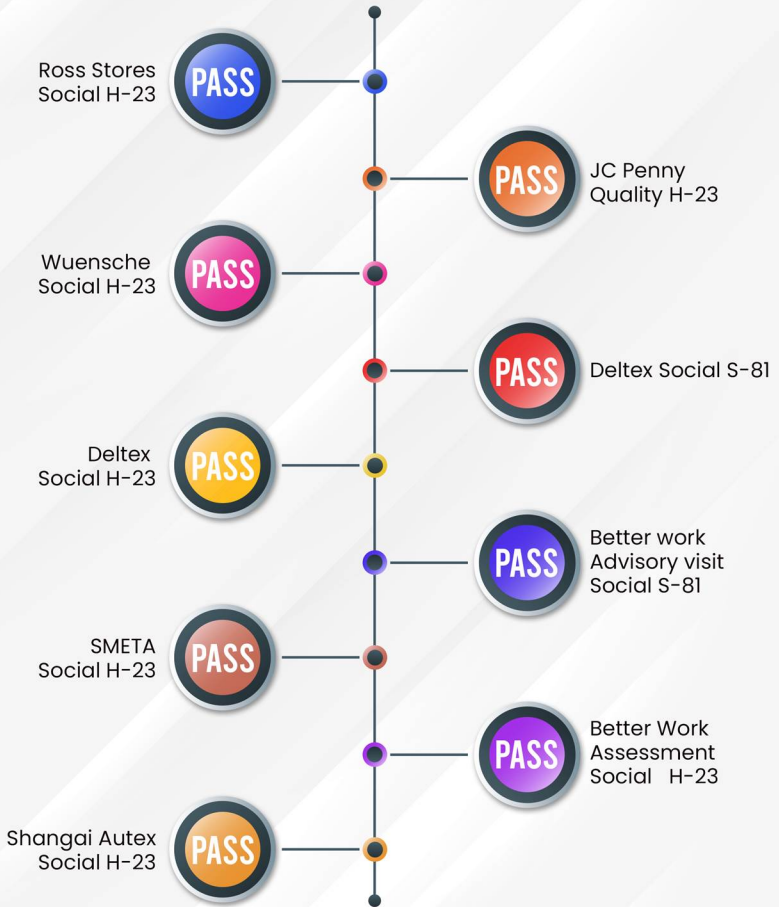 Ross Stores
Social H-23
PASS
PASS
JC Penny
Quality H-23
Wuensche
Social H-23
PASS
PASS
Deltex Social S-81
Deltex
Social H-23
PASS
PASS
Better work
Advisory visit
Social S-81
SMETA
Social H-23
PASS
PASS
Better Work
Assessment
Social H-23
Shangai Autex
Social H-23
PASS